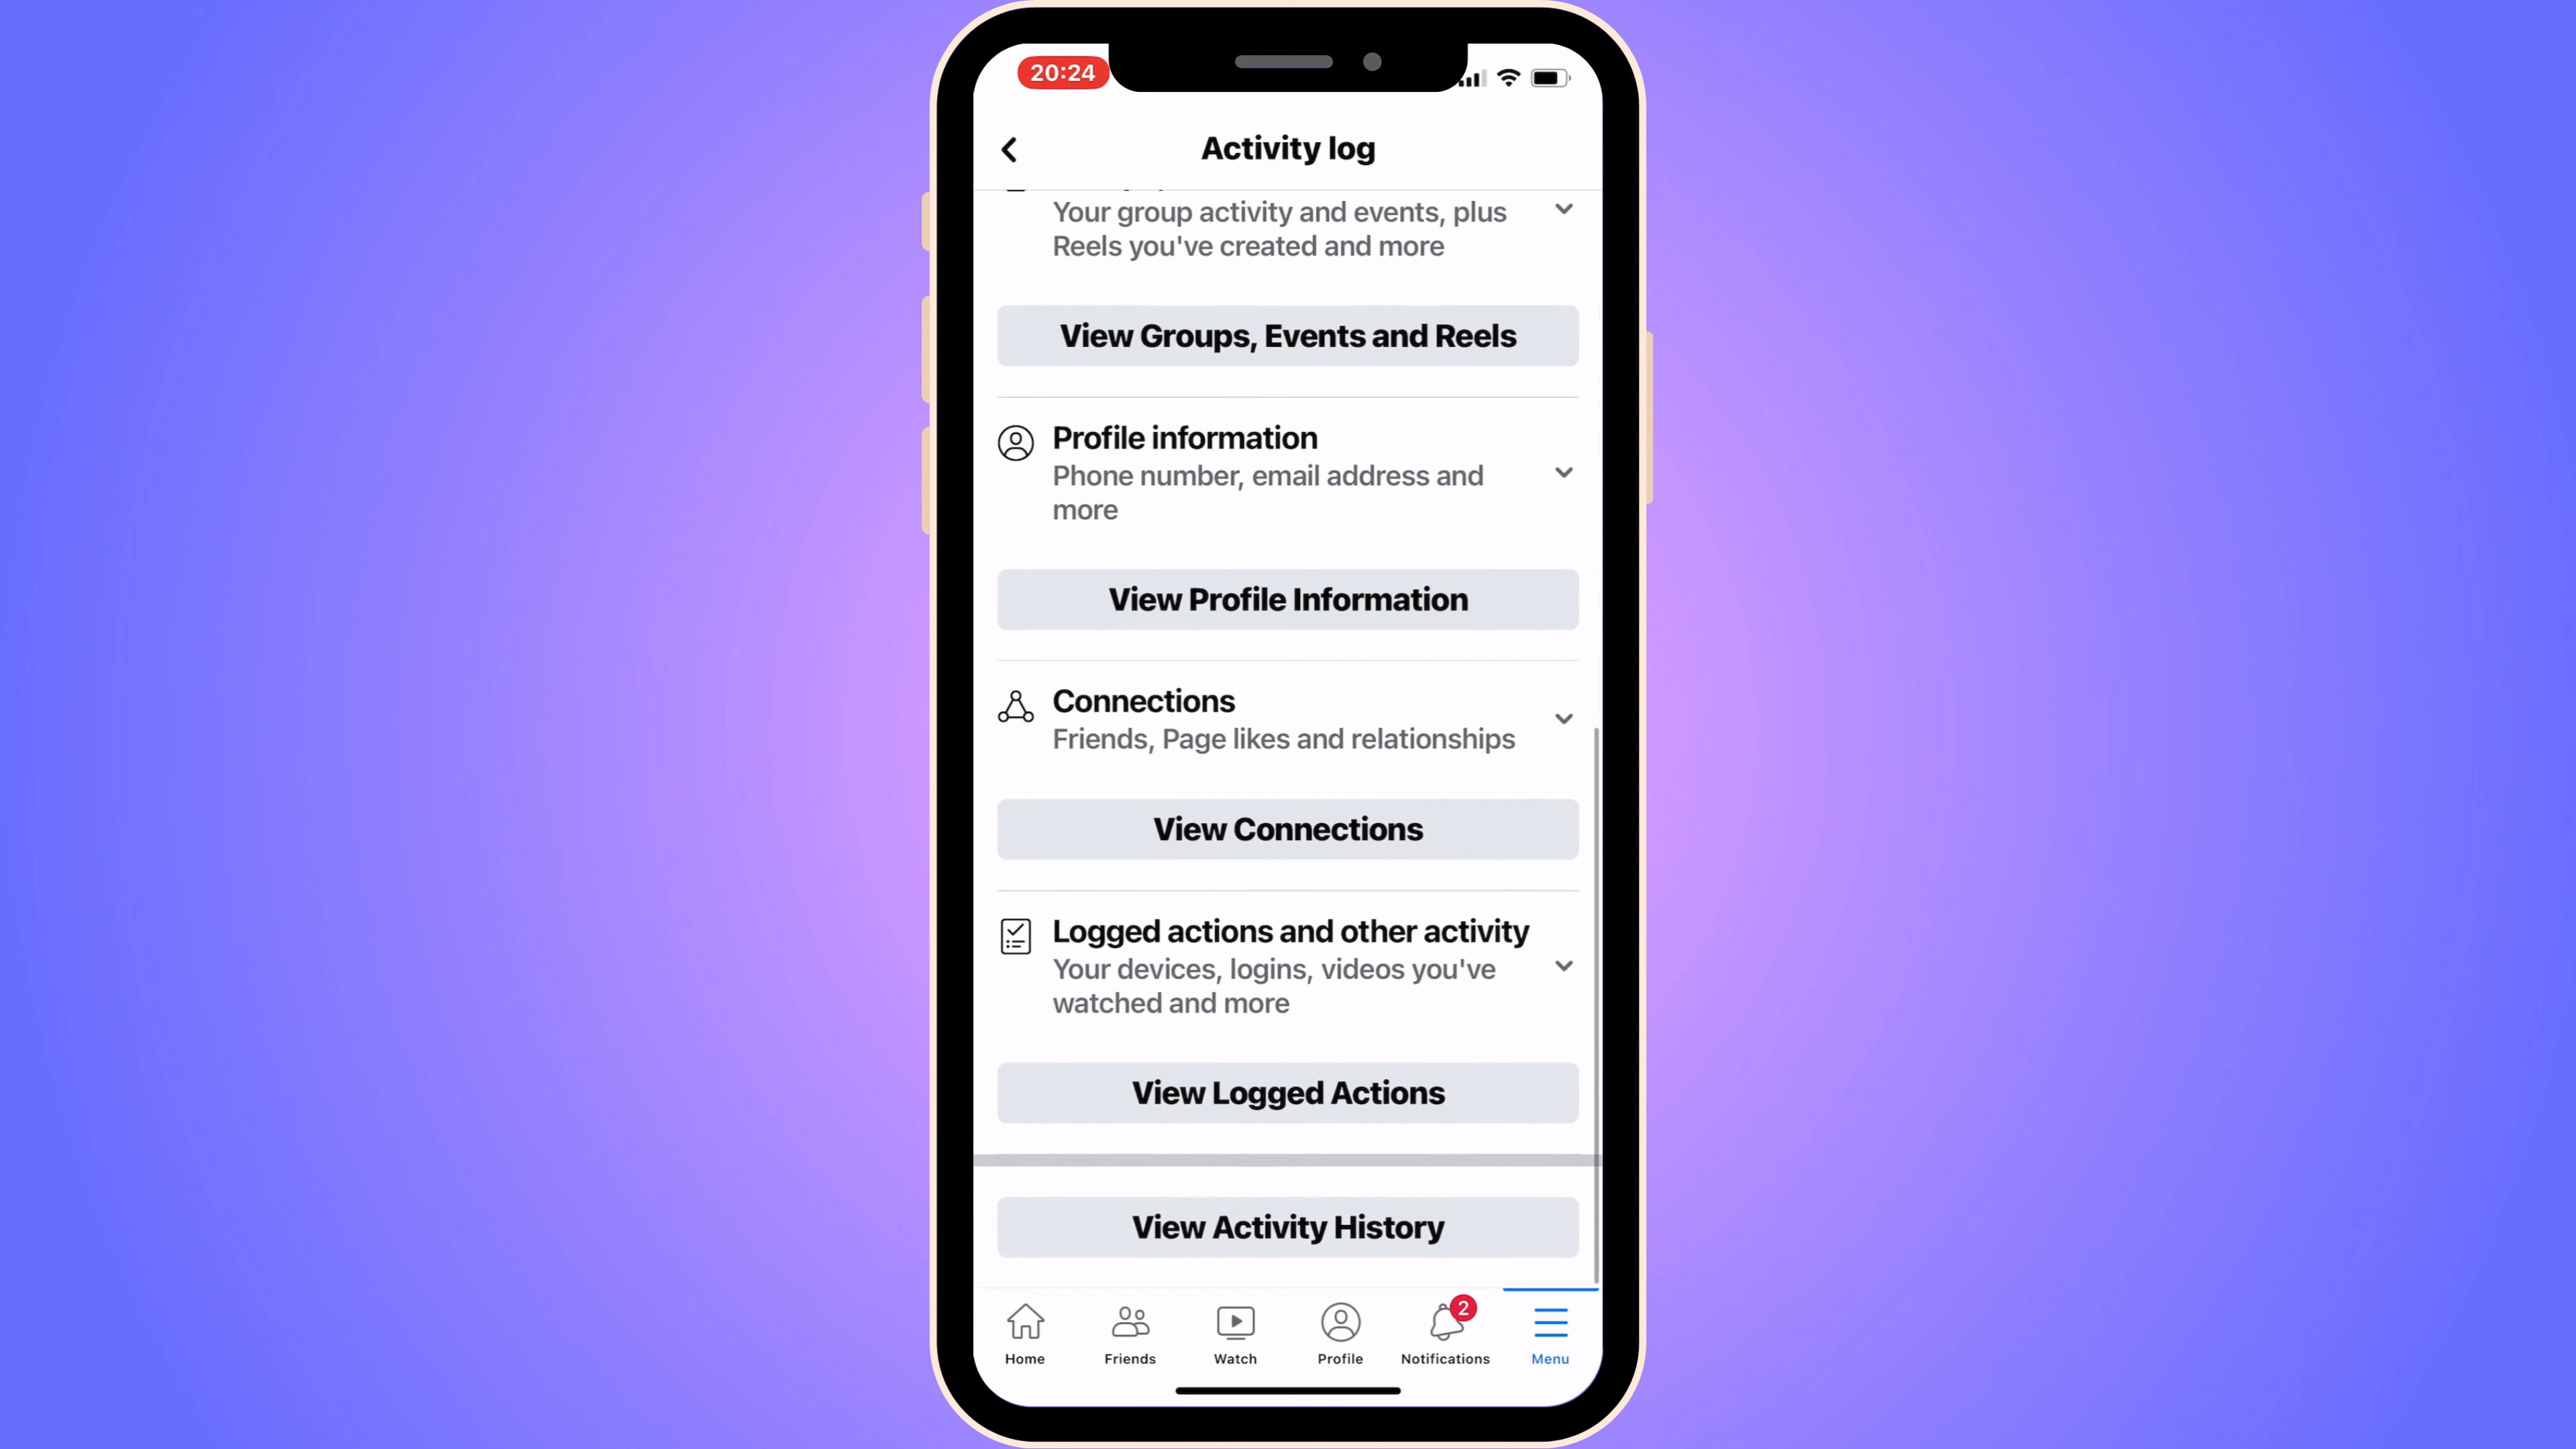 20:24
Activity log
Your group activity and events, plus
Reels you've created and more
View Groups, Events and Reels
Profile information
Phone number, email address and
more
View Profile Information
Connections
Friends, Page likes and relationships
View Connections
Logged actions and other activity
Your devices, logins, videos you've
watched and more
View Logged Actions
View Activity History
2
Home Friends Watch Profile Notifications Menu